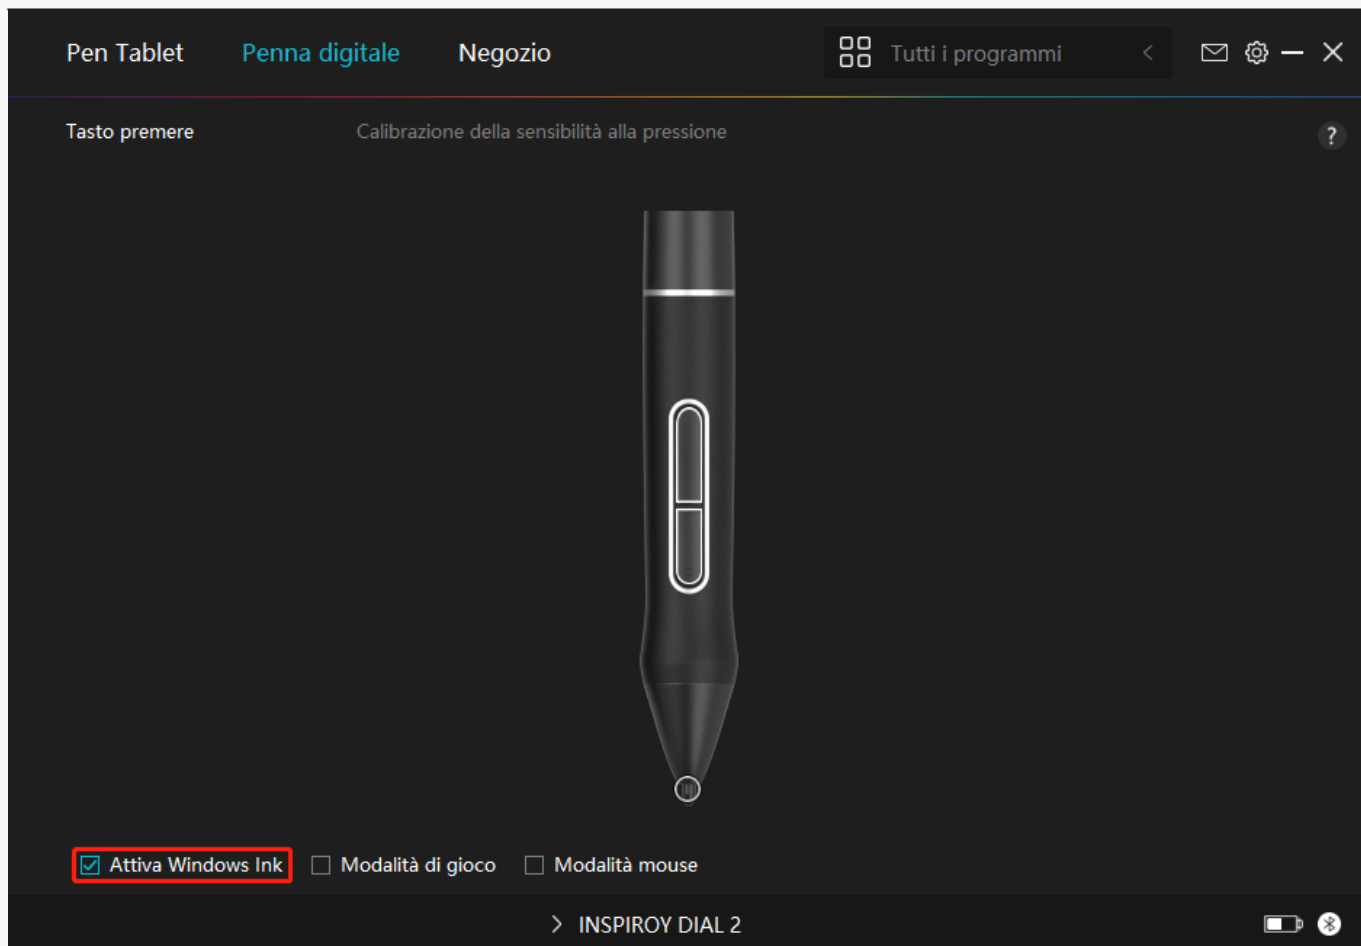 Pen Tablet Penna digitale Negozio Tutti i programmi
Tasto premere Calibrazione della sensibilità alla pressione ?
Attiva Windows Ink Modalità di gioco Modalità mouse
INSPIROY DIAL 2